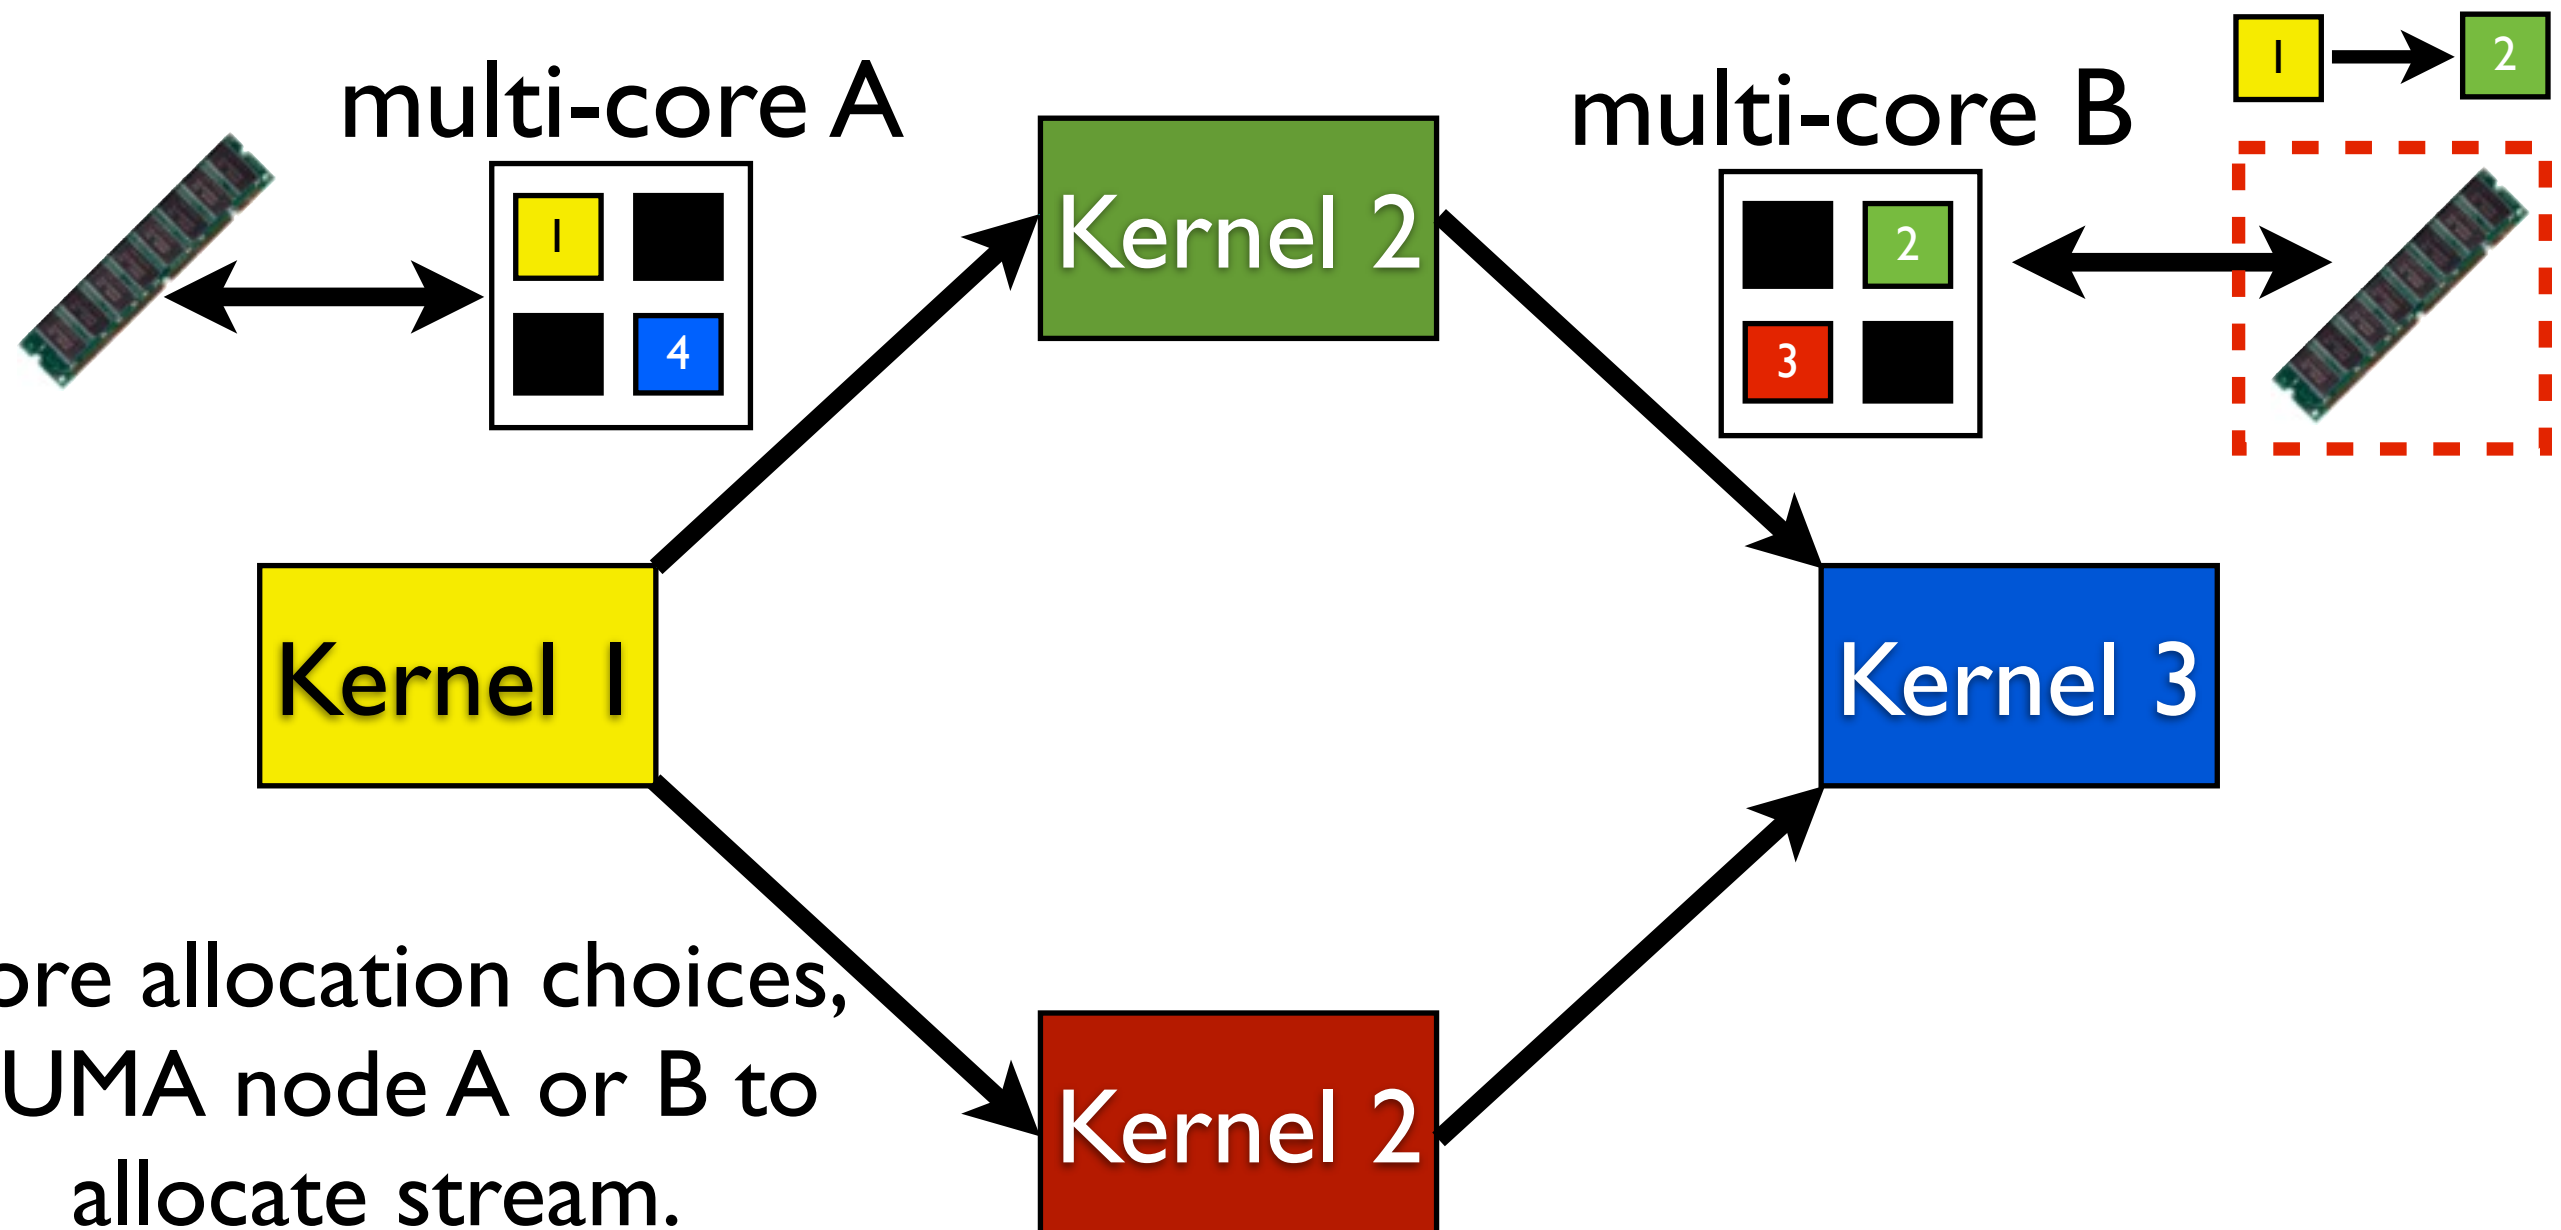 1 2
multi-core A
multi-core B
1
4
2
3
Kernel 2
Kernel 1
Kernel 3
allocation choices,
node A or B to
allocate stream.
Kernel 2